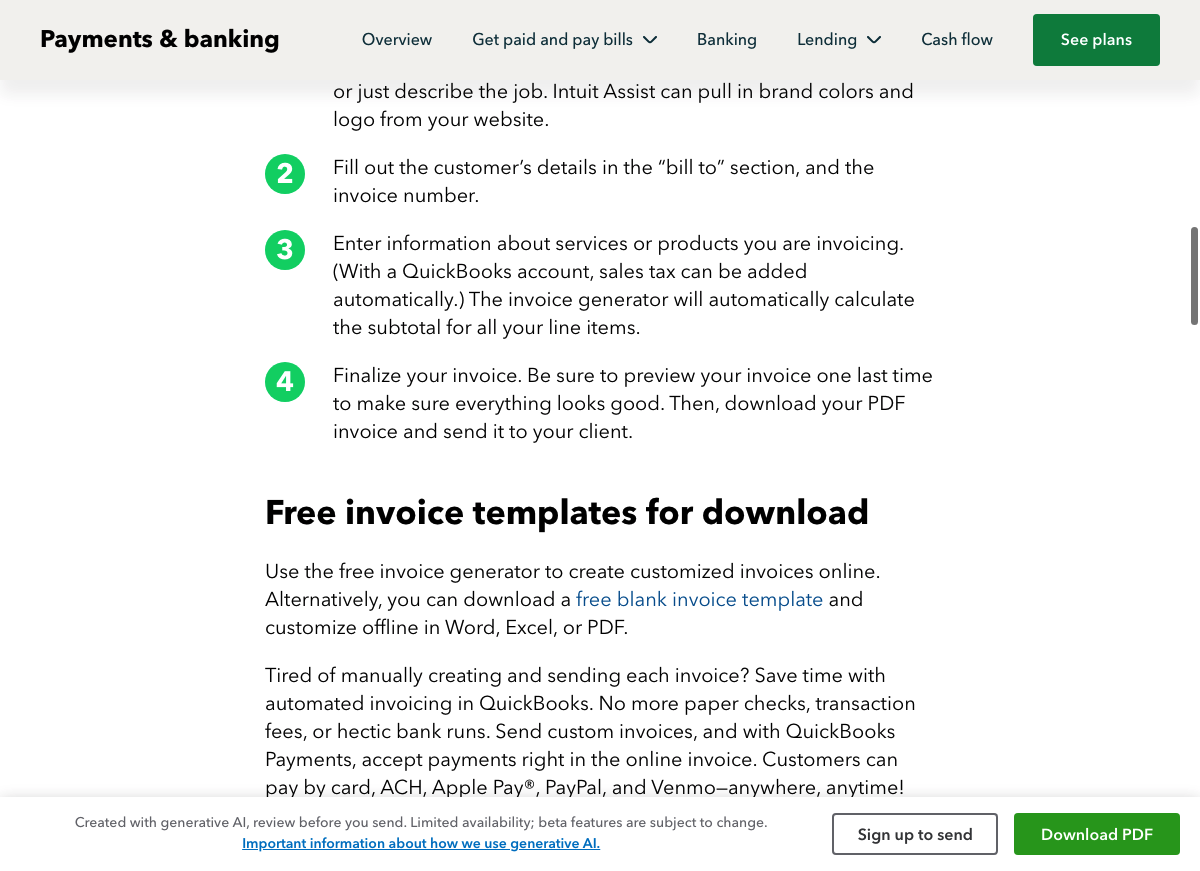 Payments & banking
Overview
Get paid and pay bills
Banking
Lending
Cash flow
See plans
or just describe the job. Intuit Assist can pull in brand colors and
logo from your website.
2
Fill out the customer’s details in the “bill to” section, and the
invoice number.
3
Enter information about services or products you are invoicing.
(With a QuickBooks account, sales tax can be added
automatically.) The invoice generator will automatically calculate
the subtotal for all your line items.
4
Finalize your invoice. Be sure to preview your invoice one last time
to make sure everything looks good. Then, download your PDF
invoice and send it to your client.
Free invoice templates for download
Use the free invoice generator to create customized invoices online.
Alternatively, you can download a free blank invoice template and
customize offline in Word, Excel, or PDF.
Tired of manually creating and sending each invoice? Save time with
automated invoicing in QuickBooks. No more paper checks, transaction
fees, or hectic bank runs. Send custom invoices, and with QuickBooks
Payments, accept payments right in the online invoice. Customers can
pay by card, ACH, Apple Pay®, PayPal, and Venmo—anywhere, anytime!
Created with generative AI, review before you send. Limited availability; beta features are subject to change.
Important information about how we use generative AI.
Sign up to send
Download PDF